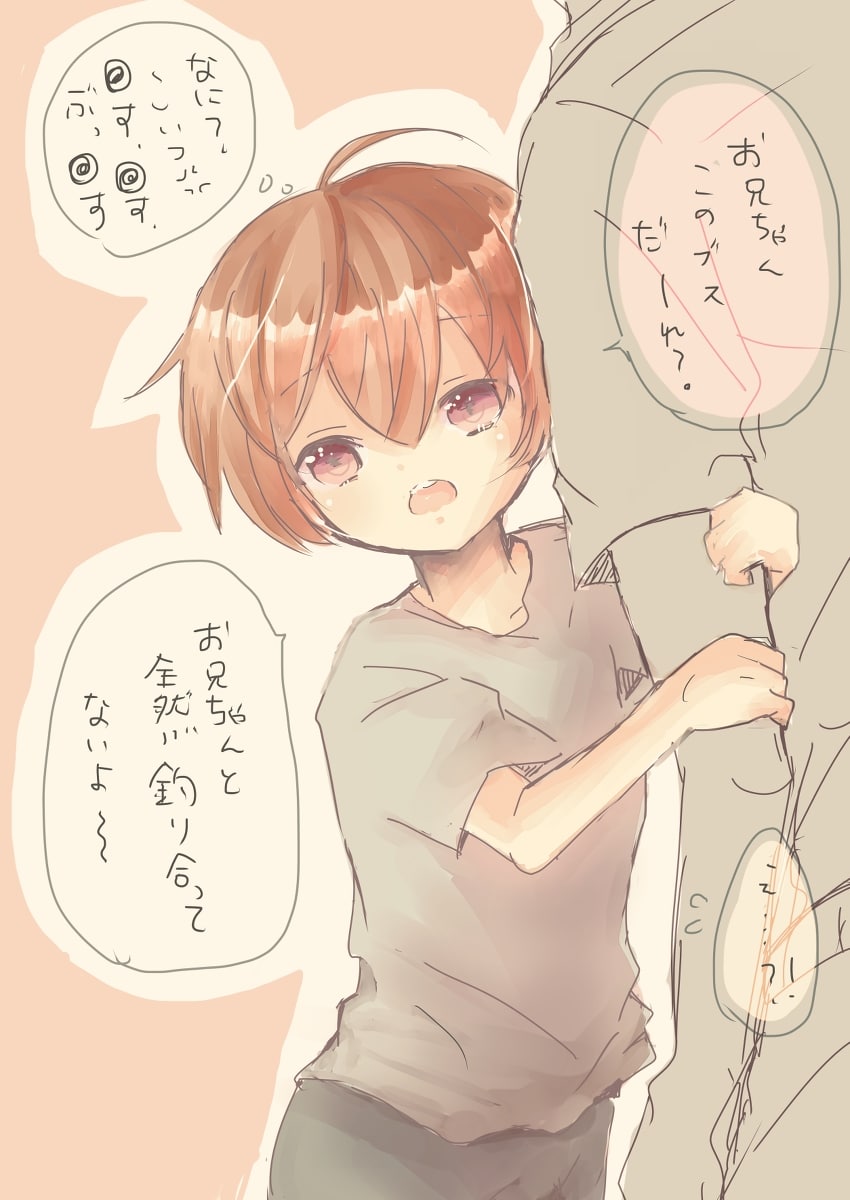 お兄ちゃん
このブス
だーれ?。
なにこいつ
す、す、
ぶっ
す
お兄ちゃんと
全然釣り合って
ないよ〜
え…?!